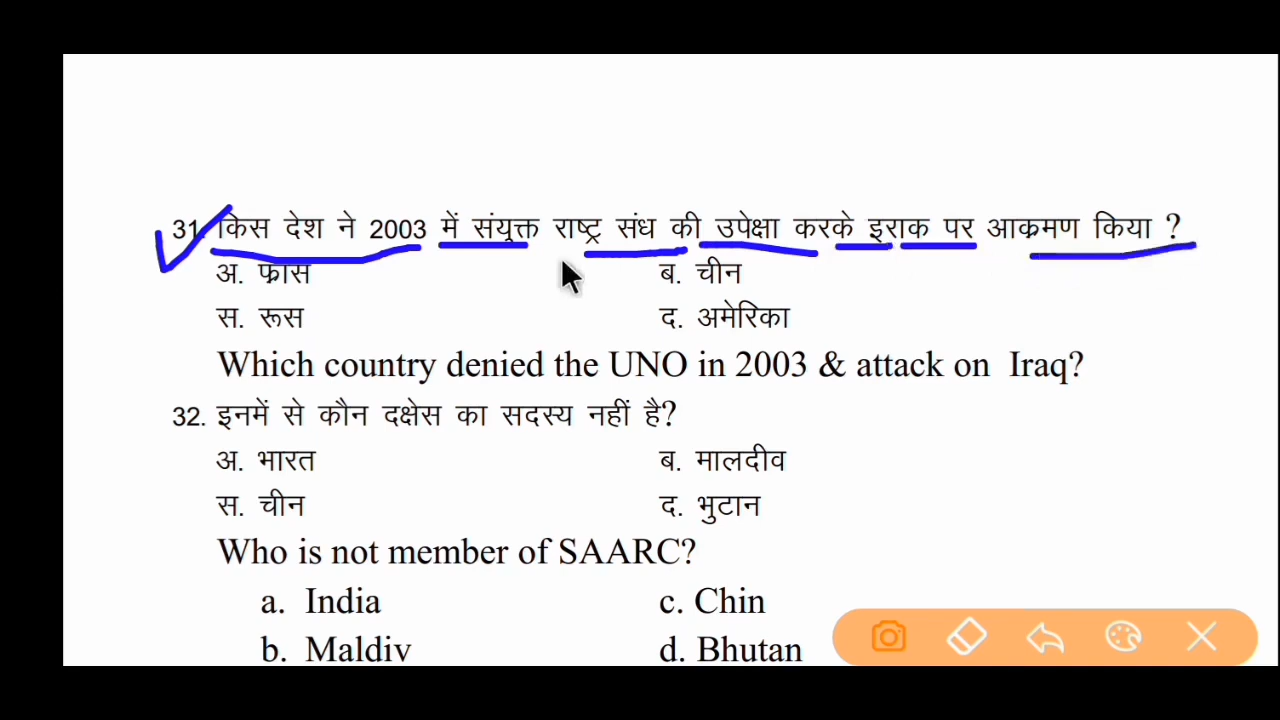 31. किस देश ने 2003 में संयुक्त राष्ट्र संध की उपेक्षा करके इराक पर आक्रमण किया ?
अ. फ्रास ब. चीन
स. रूस द. अमेरिका
Which country denied the UNO in 2003 & attack on Iraq?
32. इनमें से कौन दक्षेस का सदस्य नहीं है?
अ. भारत ब. मालदीव
स. चीन द. भुटान
Who is not member of SAARC?
a. India c. Chin
b. Maldiv d. Bhutan